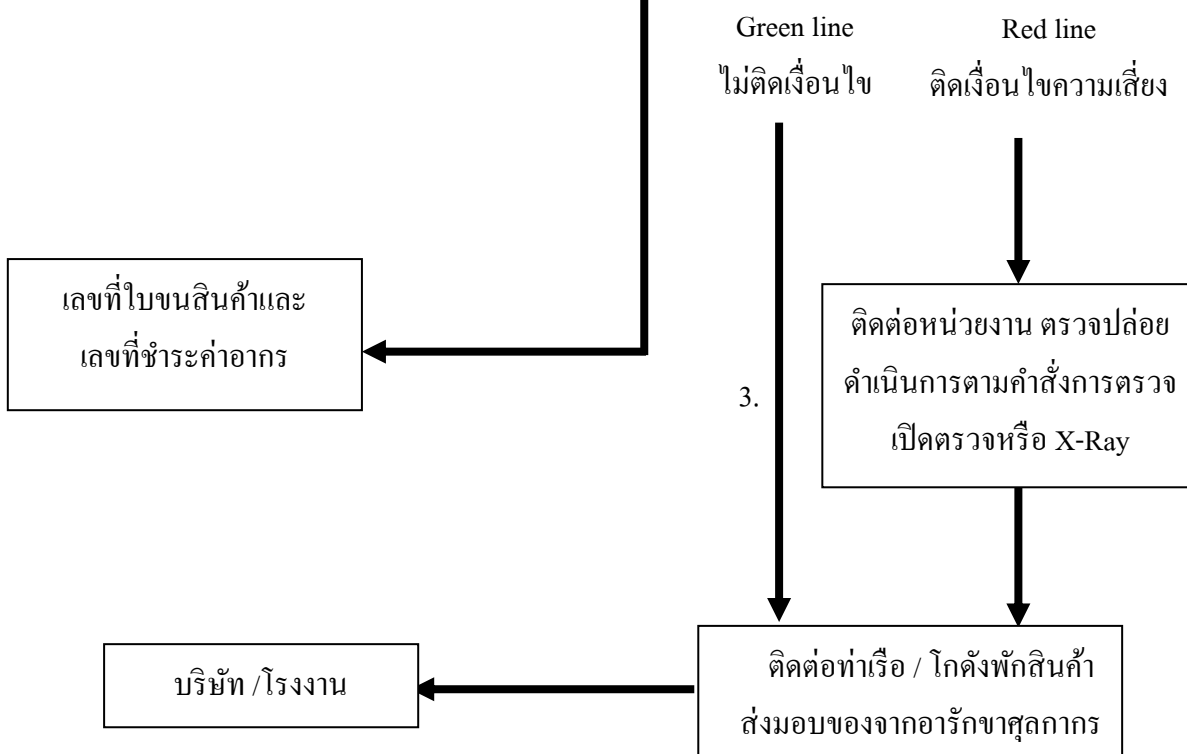 Green line
ไม่ติดเงื่อนไข
Red line
ติดเงื่อนไขความเสี่ยง
เลขที่ใบขนสินค้าและ
เลขที่ชำระค่าอากร
ติดต่อหน่วยงาน ตรวจปล่อย
ดำเนินการตามคำสั่งการตรวจ
เปิดตรวจหรือ X-Ray
3.
ติดต่อท่าเรือ / โกดังพักสินค้า
ส่งมอบของจากอารักขาศุลกากร
บริษัท /โรงงาน